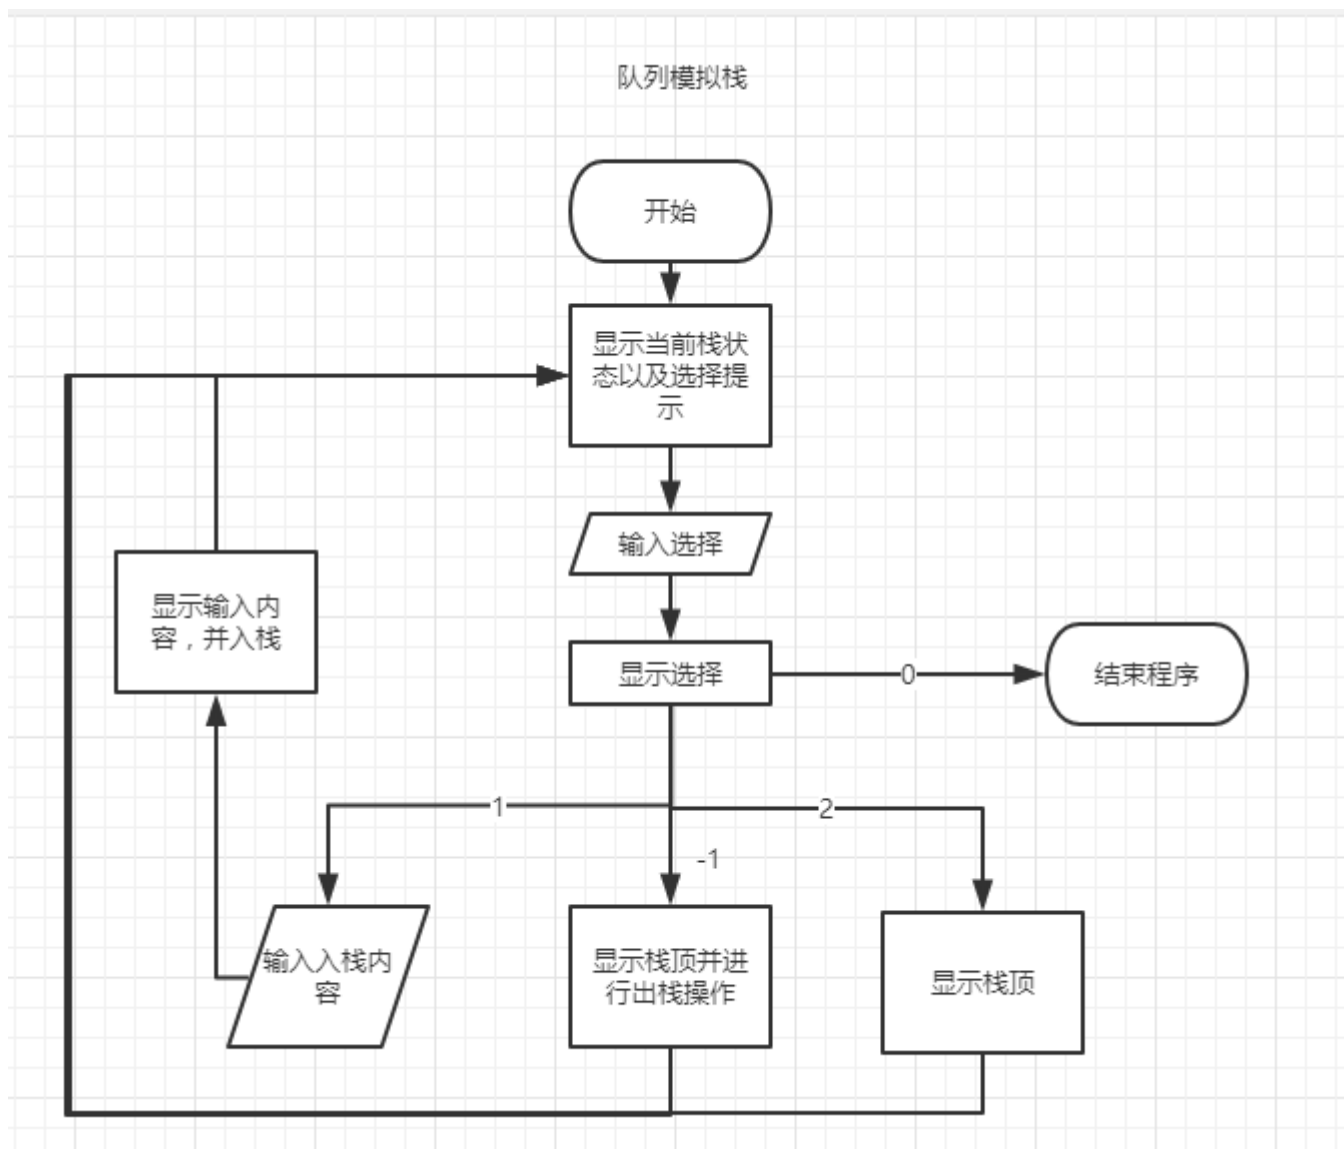 队列模拟栈
开始
显示当前栈状
态以及选择提
示
输入选择
显示输入内
容，并入栈
显示选择
0
结束程序
1
2
-1
输入入栈内
容
显示栈顶并进
行出栈操作
显示栈顶